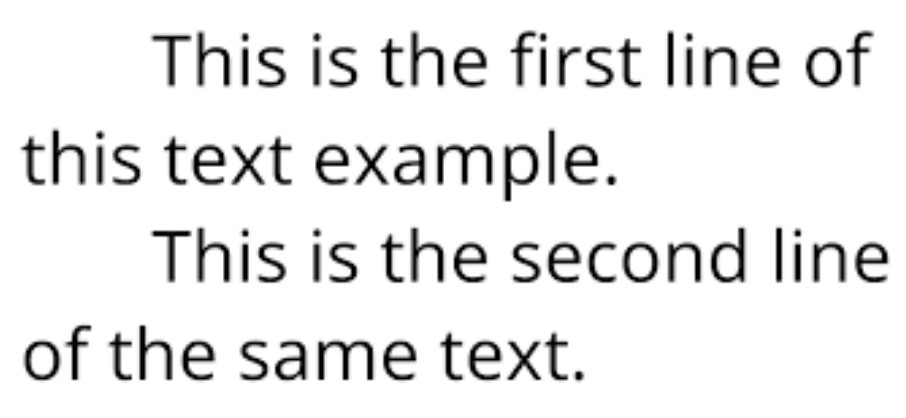 This is the first line of
this text example.
This is the second line
of the same text.